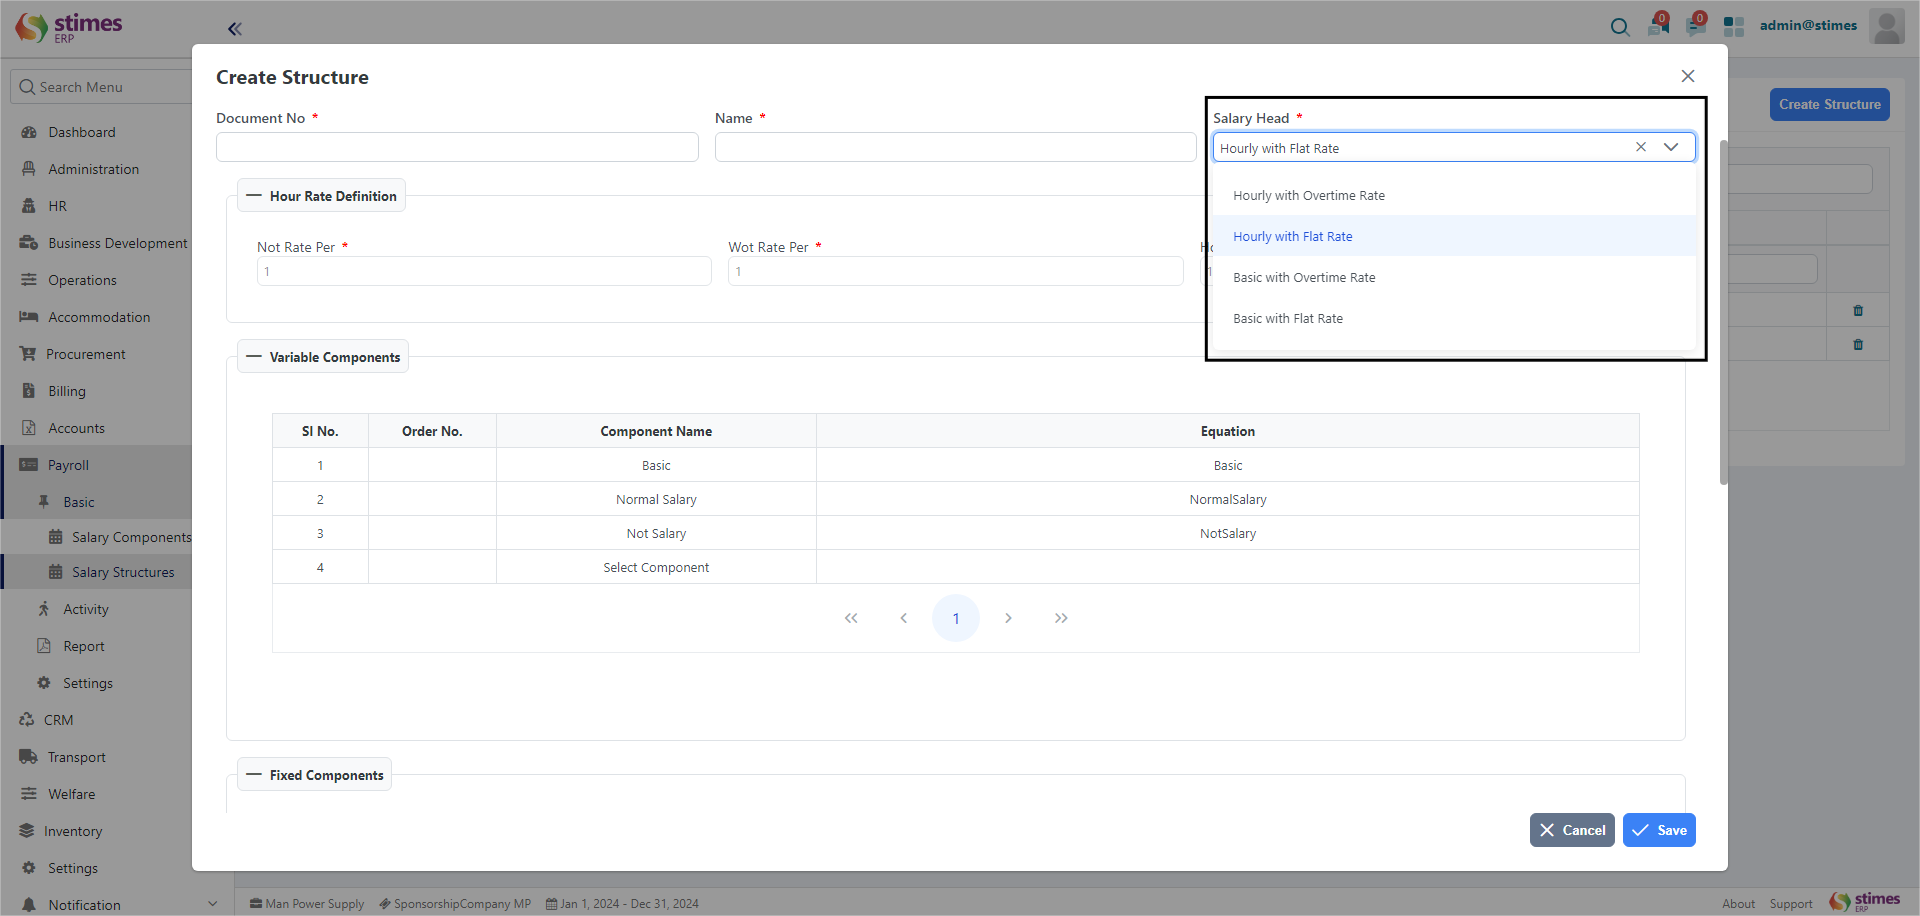 stimes
ERP
0
0
admin@stimes
Search Menu
Dashboard
Administration
HR
Business Development
Operations
Accommodation
Procurement
Billing
Accounts
Payroll
Basic
Salary Components
Salary Structures
Activity
Report
Settings
CRM
Transport
Welfare
Inventory
Settings
Notification
Create Structure
Create Structure
Document No *
Name *
Salary Head *
Hourly with Flat Rate
Hourly with Overtime Rate
Hourly with Flat Rate
Basic with Overtime Rate
Basic with Flat Rate
Hour Rate Definition
Not Rate Per *
Wot Rate Per *
1
1
Variable Components
SI No. Order No. Component Name Equation
1 Basic Basic
2 Normal Salary NormalSalary
3 Not Salary NotSalary
4 Select Component
1
Fixed Components
Cancel
Save
Man Power Supply
SponsorshipCompany MP
Jan 1, 2024 - Dec 31, 2024
About
Support
stimes
ERP